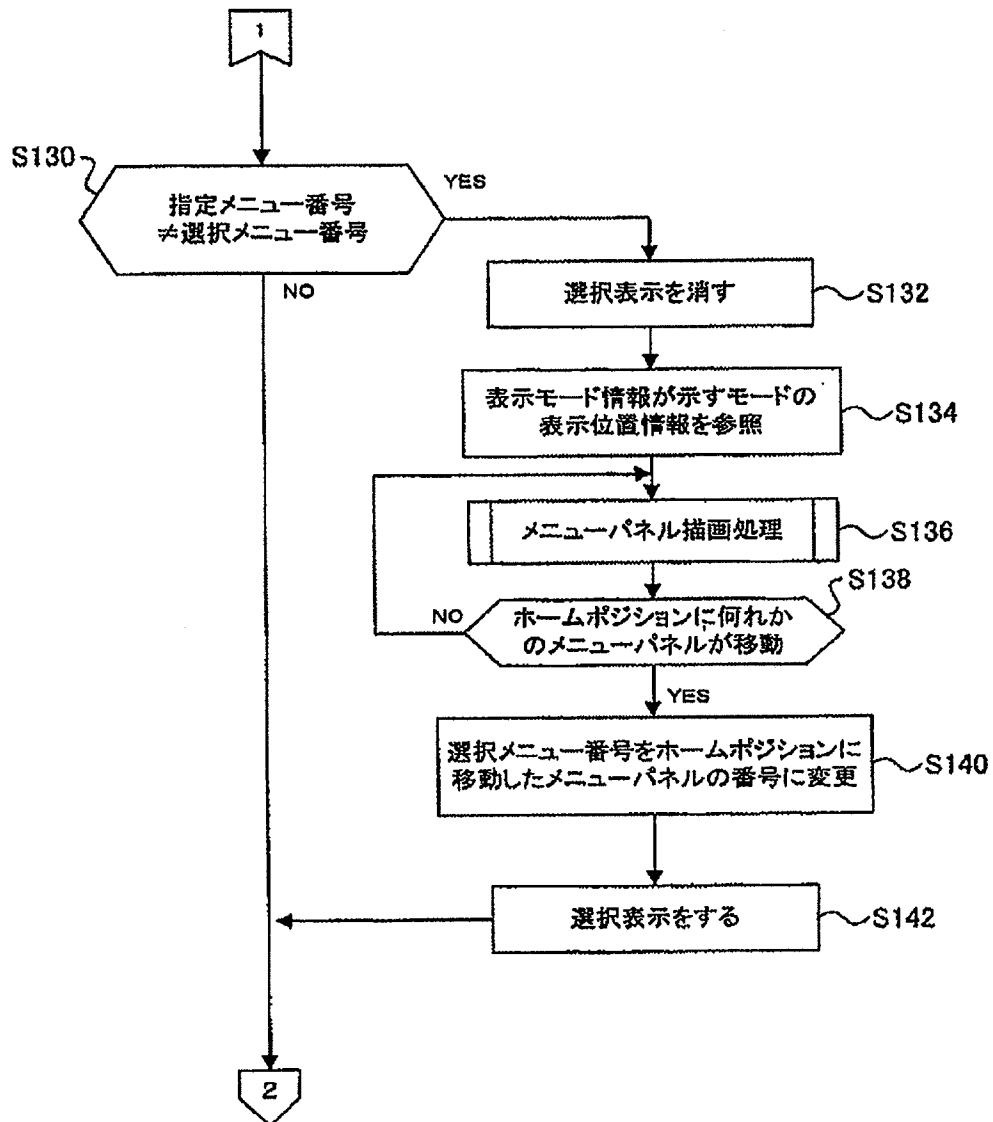 1
S130
指定メニュー番号
≠選択メニュー番号
YES
NO
選択表示を消す
S132
表示モード情報が示すモードの
表示位置情報を参照
S134
メニューパネル描画処理
S136
S138
NO
ホームポジションに何れか
のメニューパネルが移動
YES
選択メニュー番号をホームポジションに
移動したメニューパネルの番号に変更
S140
選択表示をする
S142
2